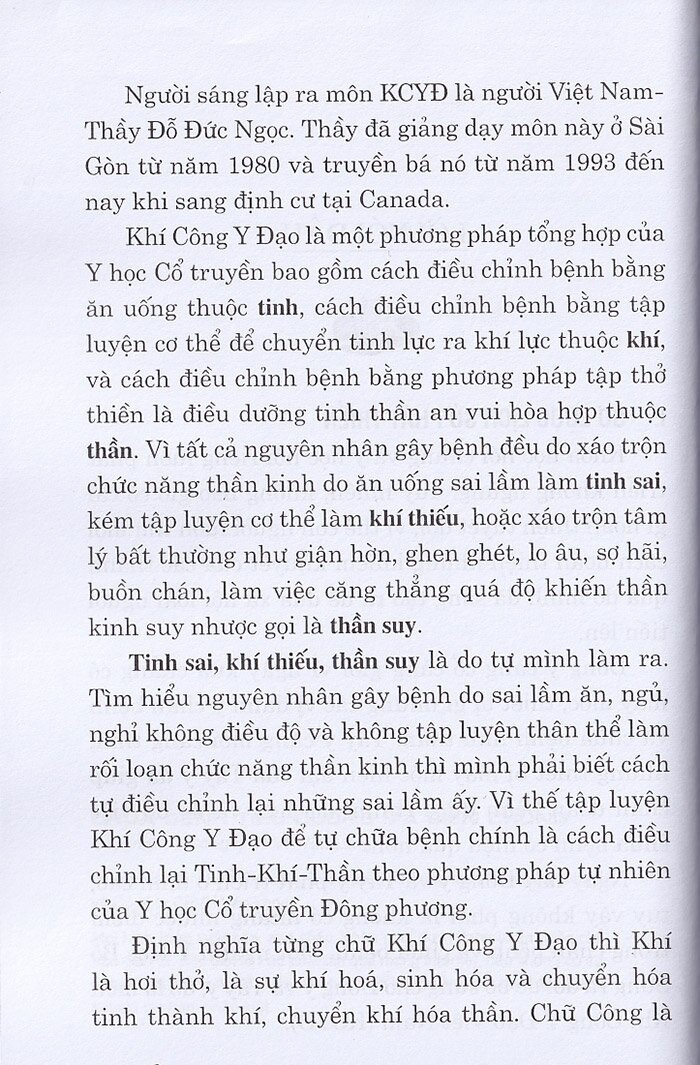 Người sáng lập ra môn KCYĐ là người Việt Nam-
Thầy Đỗ Đức Ngọc. Thầy đã giảng dạy môn này ở Sài
Gòn từ năm 1980 và truyền bá nó từ năm 1993 đến
nay khi sang định cư tại Canada.
Khí Công Y Đạo là một phương pháp tổng hợp của
Y học Cổ truyền bao gồm cách điều chỉnh bệnh bằng
ăn uống thuộc tinh, cách điều chỉnh bệnh bằng tập
luyện cơ thể để chuyển tinh lực ra khí lực thuộc khí,
và cách điều chỉnh bệnh bằng phương pháp tập thở
thiền là điều dưỡng tinh thần an vui hòa hợp thuộc
thần. Vì tất cả nguyên nhân gây bệnh đều do xáo trộn
chức năng thần kinh do ăn uống sai lầm làm tinh sai,
kém tập luyện cơ thể làm khí thiếu, hoặc xáo trộn tâm
lý bất thường như giận hờn, ghen ghét, lo âu, sợ hãi,
buồn chán, làm việc căng thẳng quá độ khiến thần
kinh suy nhược gọi là thần suy.
Tinh sai, khí thiếu, thần suy là do tự mình làm ra.
Tìm hiểu nguyên nhân gây bệnh do sai lầm ăn, ngủ,
nghỉ không điều độ và không tập luyện thân thể làm
rối loạn chức năng thần kinh thì mình phải biết cách
tự điều chỉnh lại những sai lầm ấy. Vì thế tập luyện
Khí Công Y Đạo để tự chữa bệnh chính là cách điều
chỉnh lại Tinh-Khí-Thần theo phương pháp tự nhiên
của Y học Cổ truyền Đông phương.
Định nghĩa từng chữ Khí Công Y Đạo thì Khí
là hơi thở, là sự khí hoá, sinh hóa và chuyển hóa
tinh thành khí, chuyển khí hóa thần. Chữ Công là